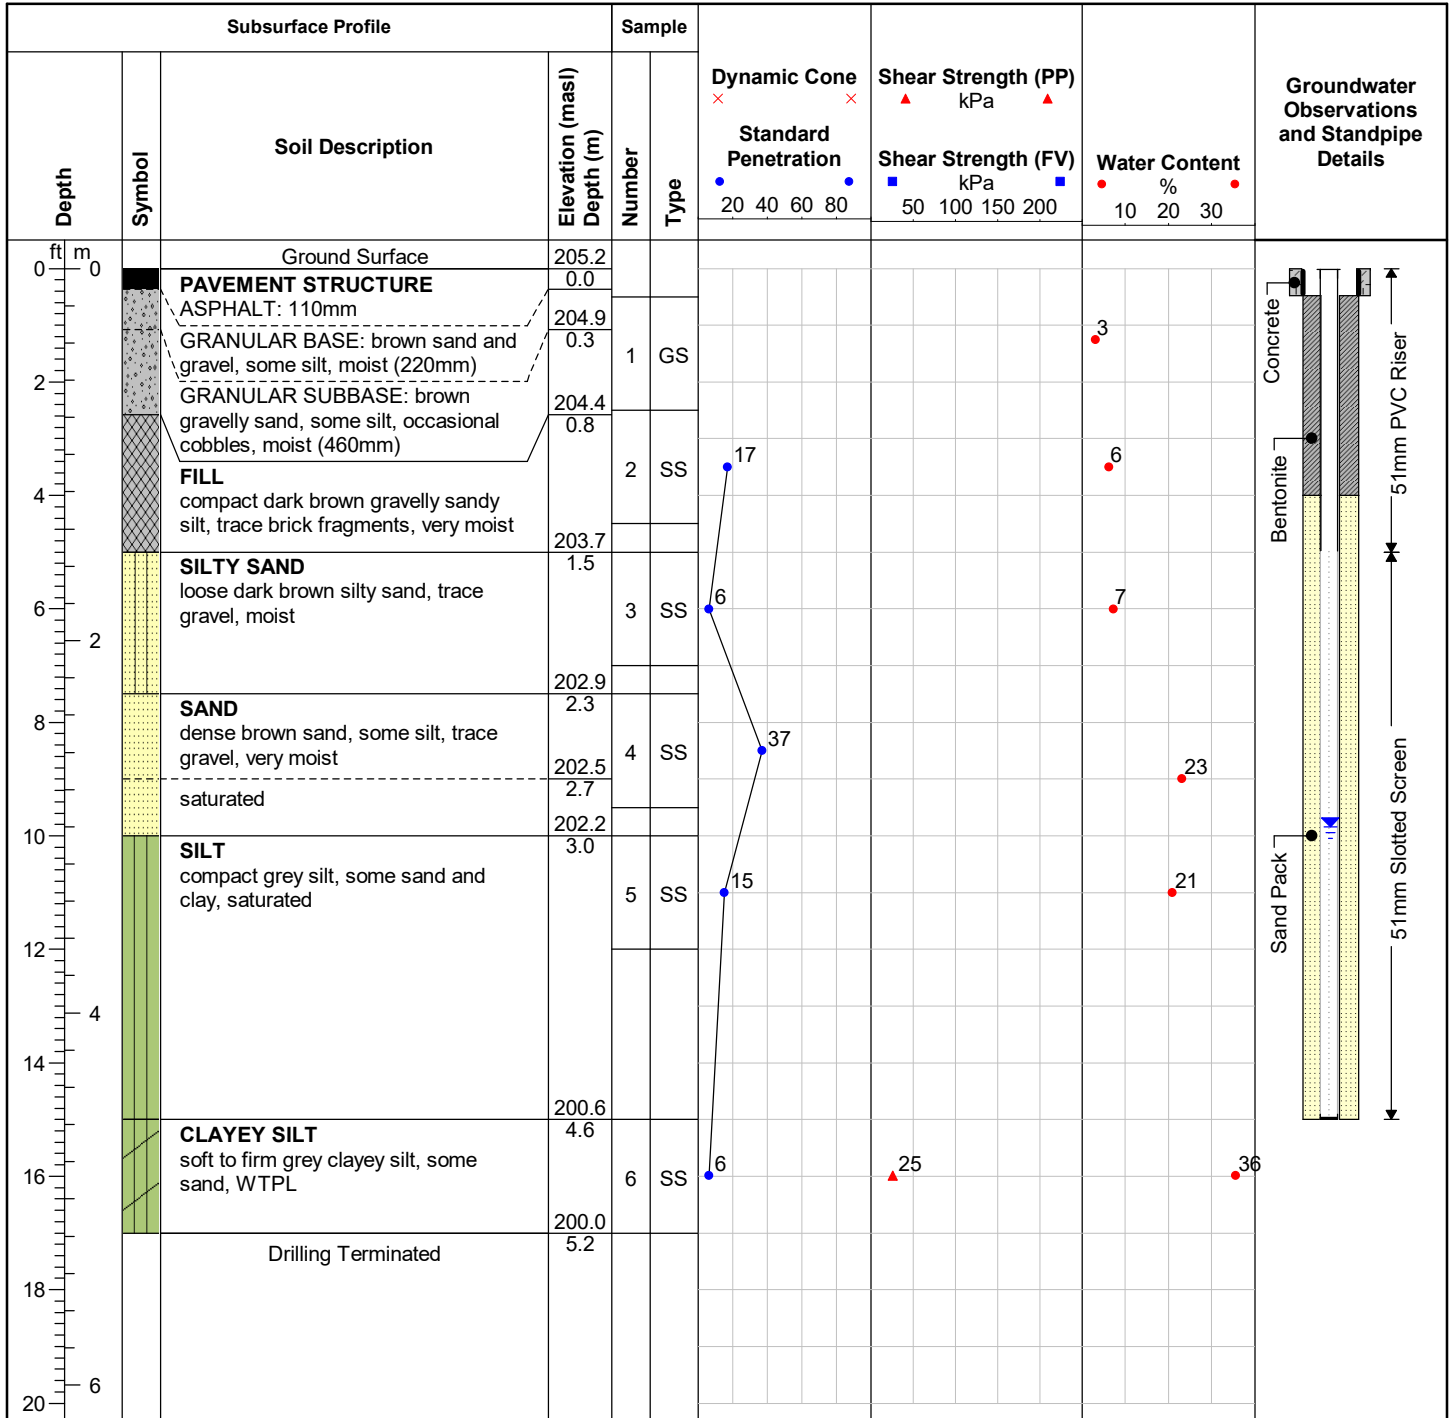 Subsurface Profile
Sample
Depth
Symbol
Soil Description
Elevation (masl)
Depth (m)
Number
Type
Dynamic Cone
Standard
Penetration
20 40 60 80
Shear Strength (PP)
kPa
Shear Strength (FV)
kPa
50 100 150 200
Water Content
%
10 20 30
Groundwater
Observations
and Standpipe
Details
ft m
0 0
2
4
6
2
8
10
12
4
14
16
18
6
20
Ground Surface
205.2
0.0
PAVEMENT STRUCTURE
ASPHALT: 110mm
204.9
0.3
GRANULAR BASE: brown sand and
gravel, some silt, moist (220mm)
GRANULAR SUBBASE: brown
gravelly sand, some silt, occasional
cobbles, moist (460mm)
204.4
0.8
FILL
compact dark brown gravelly sandy
silt, trace brick fragments, very moist
203.7
1.5
SILTY SAND
loose dark brown silty sand, trace
gravel, moist
202.9
2.3
SAND
dense brown sand, some silt, trace
gravel, very moist
202.5
2.7
saturated
202.2
3.0
SILT
compact grey silt, some sand and
clay, saturated
200.6
4.6
CLAYEY SILT
soft to firm grey clayey silt, some
sand, WTPL
200.0
5.2
Drilling Terminated
1 GS
2 SS
3 SS
4 SS
5 SS
6 SS
17
6
37
15
6
25
3
6
7
23
21
36
Concrete
Bentonite
Sand Pack
51mm PVC Riser
51mm Slotted Screen